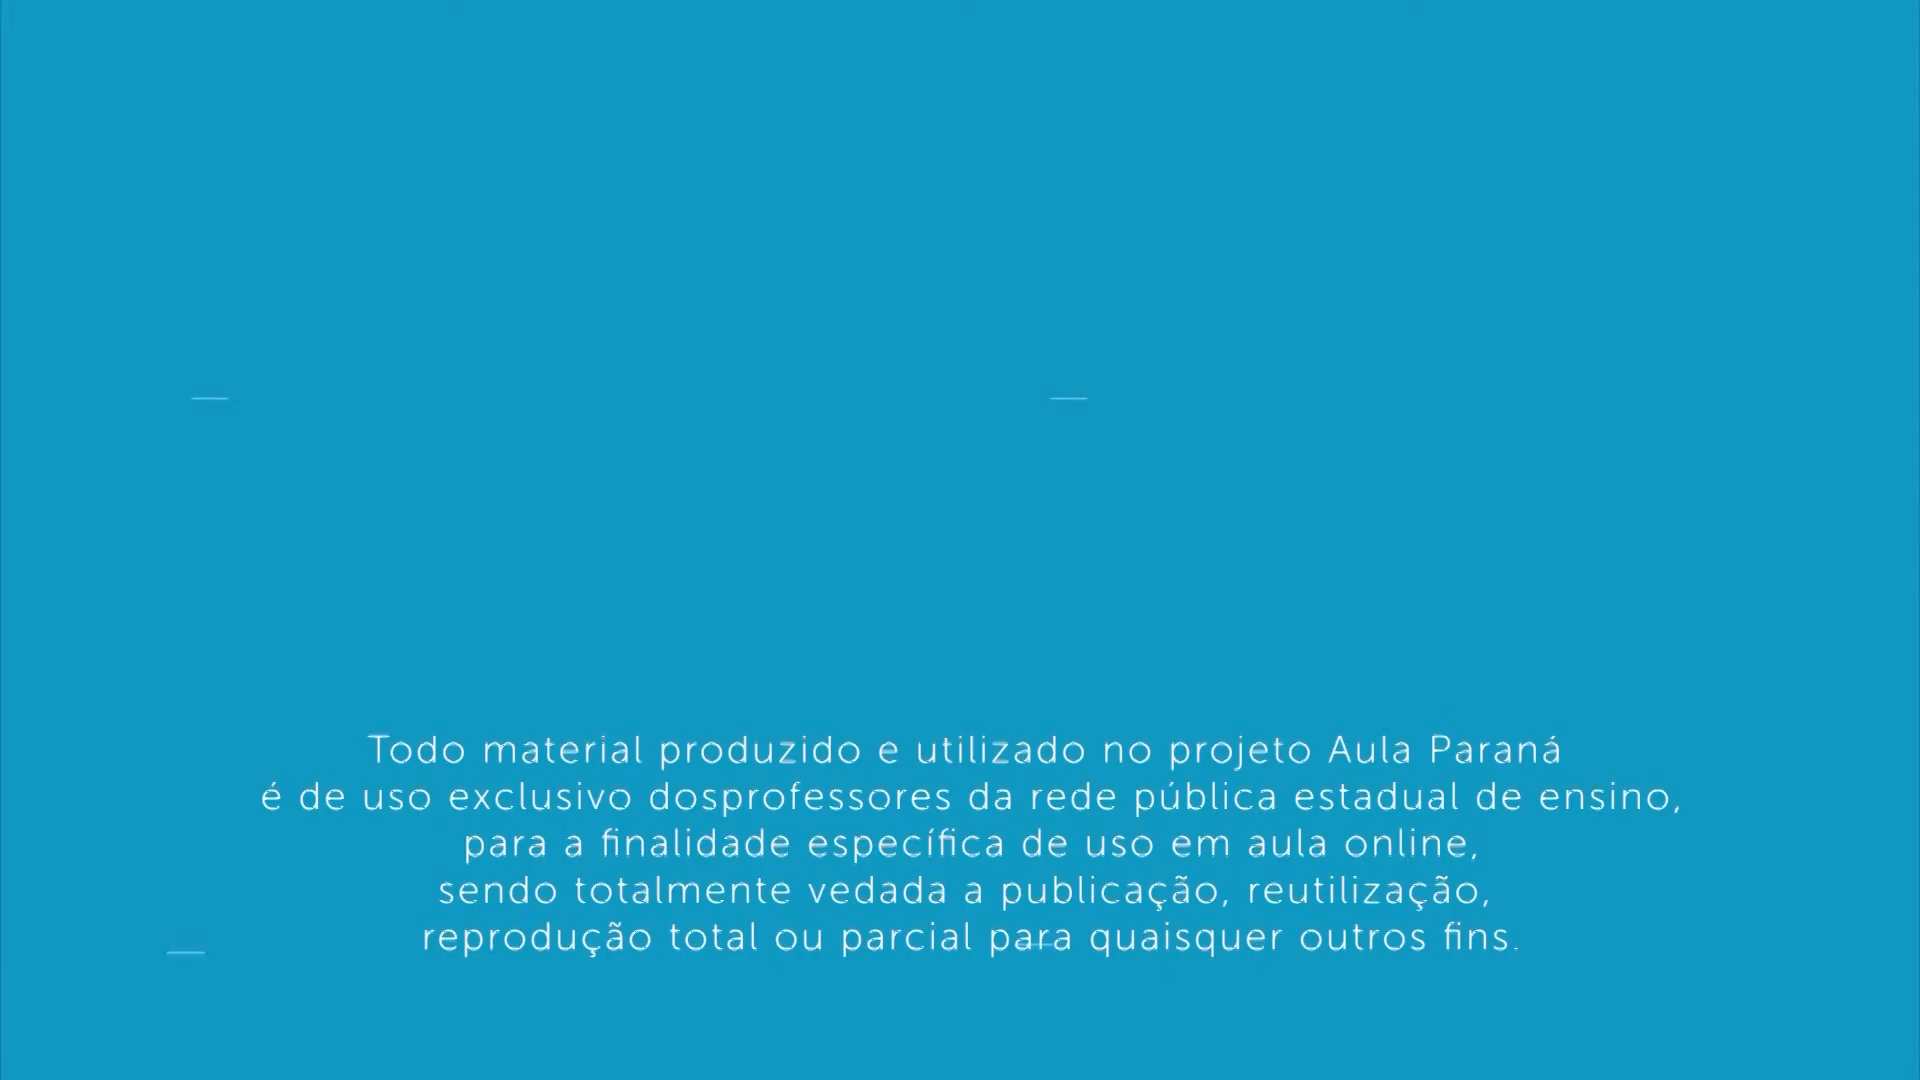 Todo material produzido e utilizado no projeto Aula Paraná
é de uso exclusivo dosprofessores da rede pública estadual de ensino,
para a finalidade específica de uso em aula online,
sendo totalmente vedada a publicação, reutilização,
reprodução total ou parcial para quaisquer outros fins.